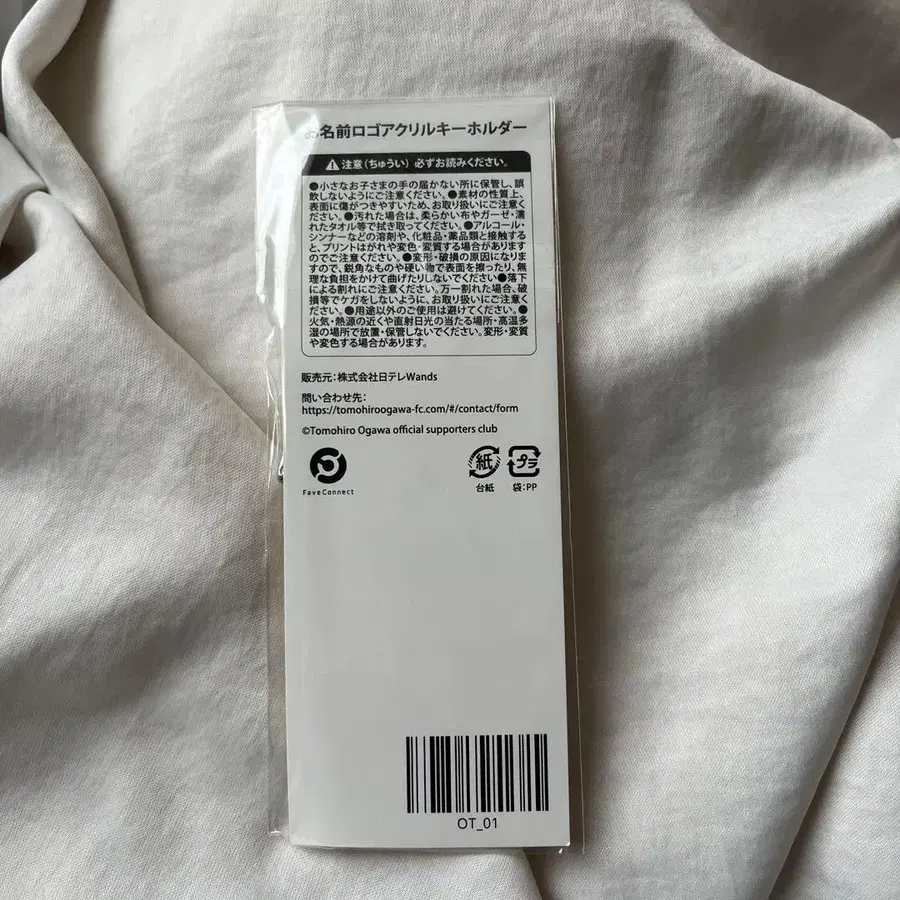 お名前ロゴアクリルキーホルダー
注意（ちゅうい）必ずお読みください。
●小さなお子さまの手の届かない所に保管し、誤
飲しないようにご注意ください。●素材の性質上、
表面に傷がつきやすいため、お取り扱いにご注意く
ださい。●汚れた場合は、柔らかい布やガーゼ・濡
れたタオル等で拭き取ってください。●アルコール・
シンナーなどの溶剤や、化粧品・薬品類と接触する
と、プリントはがれや変色・変質する場合があります
のでご注意ください。●変形・破損の原因になりま
すので、鋭角なものや硬い物で表面を擦ったり、無
理な負担をかけて曲げたりしないでください●落下
による割れにご注意ください。万一割れた場合、破
損等でケガをしないように、お取り扱いにご注意くだ
さい。●用途以外のご使用は避けてください。●
火気・熱源の近くや直射日光の当たる場所・高温多
湿の場所で放置・保管しないでください。変形・変質
や変色する場合があります。
販売元：株式会社日テレWands
問い合わせ先：
https://tomohiroogawa-fc.com/#/contact/form
©Tomohiro Ogawa official supporters club
FaveConnect
紙
台紙
プラ
袋：PP
OT_01